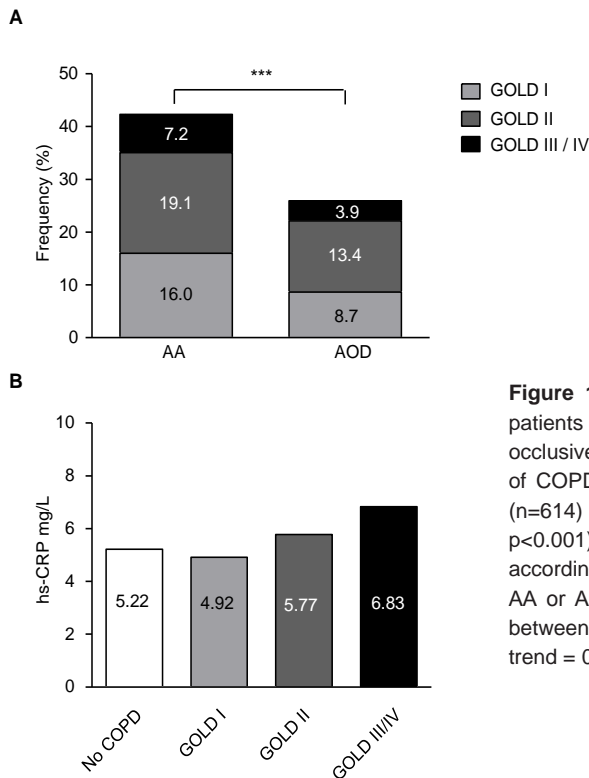 A
***
50
40
30
20
10
0
Frequency (%)
7.2
19.1
16.0
3.9
13.4
8.7
AA
AOD
GOLD I
GOLD II
GOLD III / IV
B
10
8
6
4
2
0
hs-CRP mg/L
5.22
4.92
5.77
6.83
No COPD
GOLD I
GOLD II
GOLD III/IV
Figure
patients
occlusive
of COPD
(n=614)
p<0.001)
accordin
AA or A
between
trend = 0